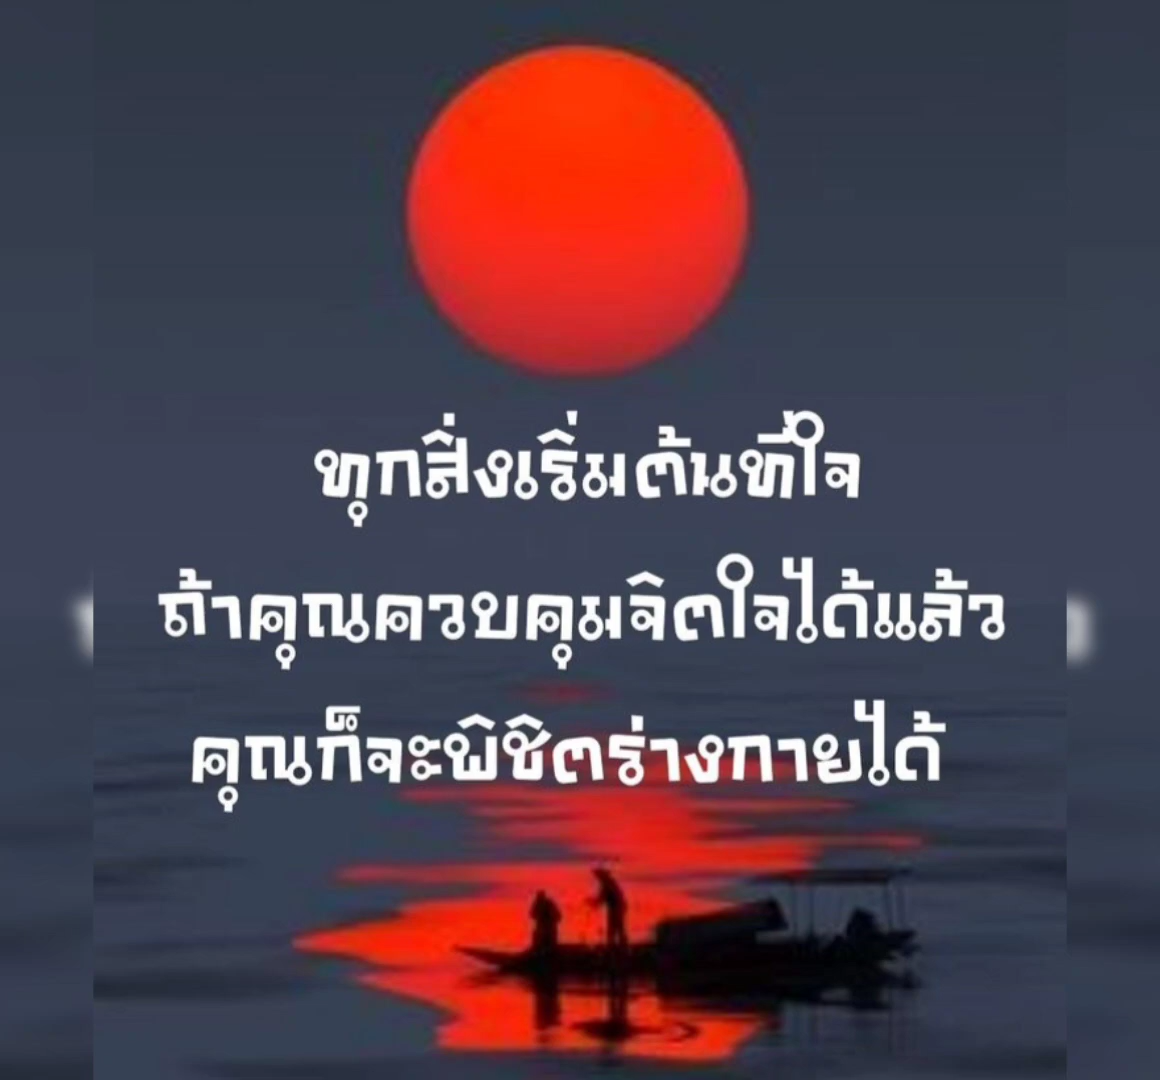 ทุกสิ่งเริ่มต้นที่ใจ
ถ้าคุณควบคุมจิตใจได้แล้ว
คุณก็จะพิชิตร่างกายได้